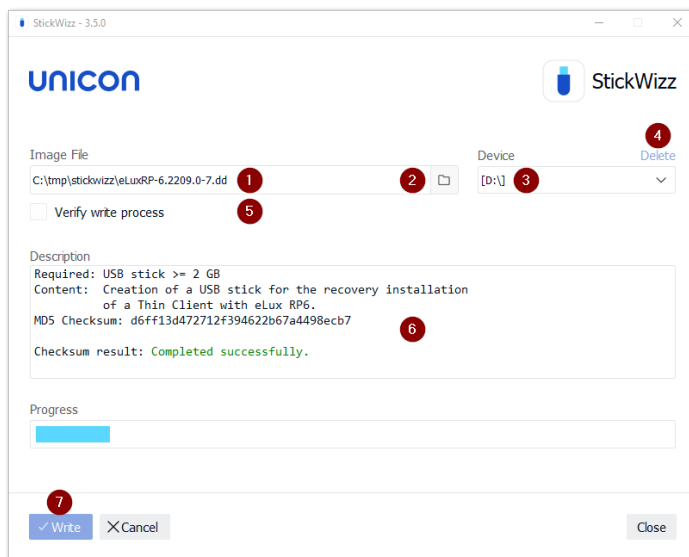 StickWizz - 3.5.0
unicon
StickWizz
4
Image File
Device
Delete
C:\tmp\stickwizz\eLuxRP-6.2209.0-7.dd
1
2
[D:\]
3
Verify write process
5
Description
Required: USB stick >= 2 GB
Content:  Creation of a USB stick for the recovery installation
of a Thin Client with eLux RP6.
MD5 Checksum: d6ff13d472712f394622b67a4498ecb7
6
Checksum result: Completed successfully.
Progress
7
Write
Cancel
Close